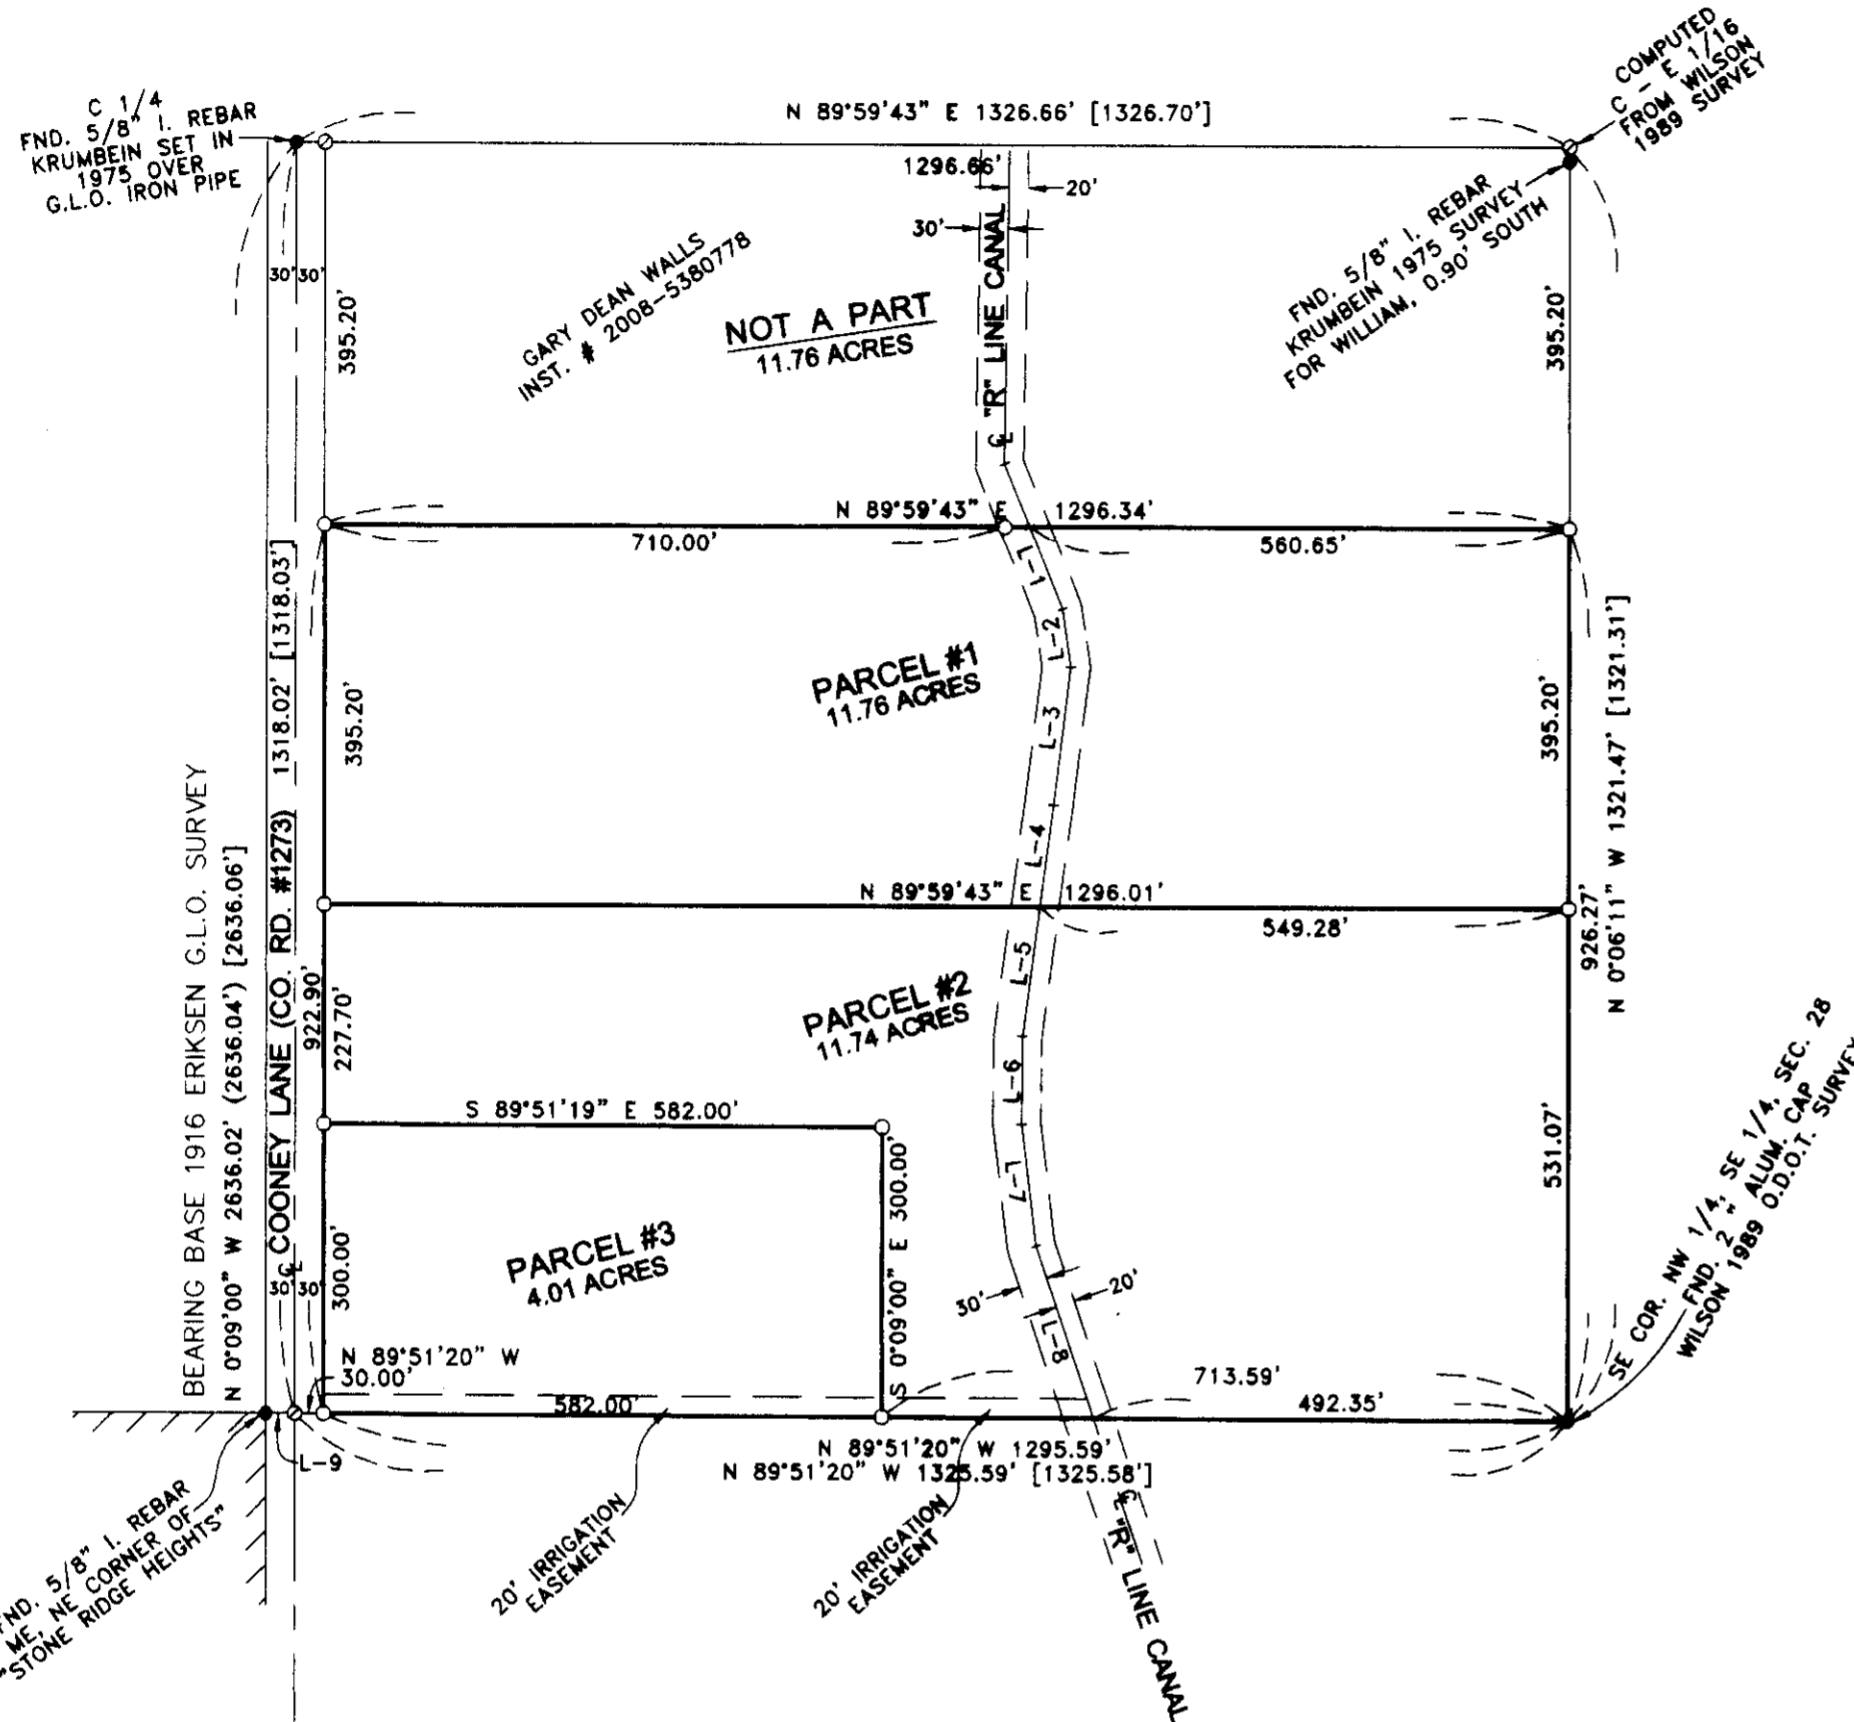 C 1/4
FND. 5/8" I. REBAR
KRUMBEIN SET IN
1975 OVER
G.L.O. IRON PIPE
N 89°59'43" E 1326.66' [1326.70']
COMPUTED
C - E 1/16
FROM WILSON
1989 SURVEY
1296.66'
20'
30'
FND. 5/8" I. REBAR
KRUMBEIN 1975 SURVEY
FOR WILLIAM, 0.90' SOUTH
30' 30'
395.20'
GARY DEAN WALLS
INST. # 2008-5380778
NOT A PART
11.76 ACRES
℄ "R" LINE CANAL
395.20'
N 89°59'43" E 1296.34'
710.00'
560.65'
L-1
L-2
L-3
L-4
PARCEL #1
11.76 ACRES
395.20'
395.20'
N 0°06'11" W 1321.47' [1321.31']
926.27'
BEARING BASE 1916 ERIKSEN G.L.O. SURVEY
N 0°09'00" W 2636.02' (2636.04') [2636.06']
℄ COONEY LANE (CO. RD. #1273) 1318.02' [1318.03']
N 89°59'43" E 1296.01'
549.28'
922.90'
227.70'
PARCEL #2
11.74 ACRES
L-5
L-6
L-7
L-8
S 89°51'19" E 582.00'
S 0°09'00" E 300.00'
531.07'
PARCEL #3
4.01 ACRES
300.00'
30' 30'
30'
20'
SE COR. NW 1/4, SE 1/4, SEC. 28
FND. 2" ALUM. CAP
WILSON 1989 O.D.O.T. SURVEY
N 89°51'20" W
30.00'
582.00'
713.59'
492.35'
L-9
N 89°51'20" W 1295.59'
N 89°51'20" W 1325.59' [1325.58']
FND. 5/8" I. REBAR
ME, NE CORNER OF
"STONE RIDGE HEIGHTS"
20' IRRIGATION
EASEMENT
20' IRRIGATION
EASEMENT
℄ "R" LINE CANAL